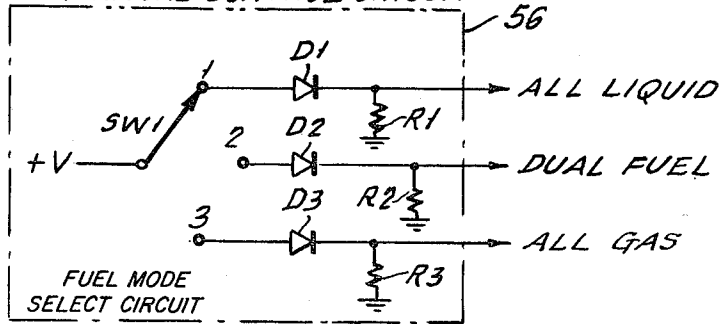 56
1
D1
ALL LIQUID
SW1
R1
+V
2
D2
DUAL FUEL
R2
3
D3
ALL GAS
R3
FUEL MODE
SELECT CIRCUIT